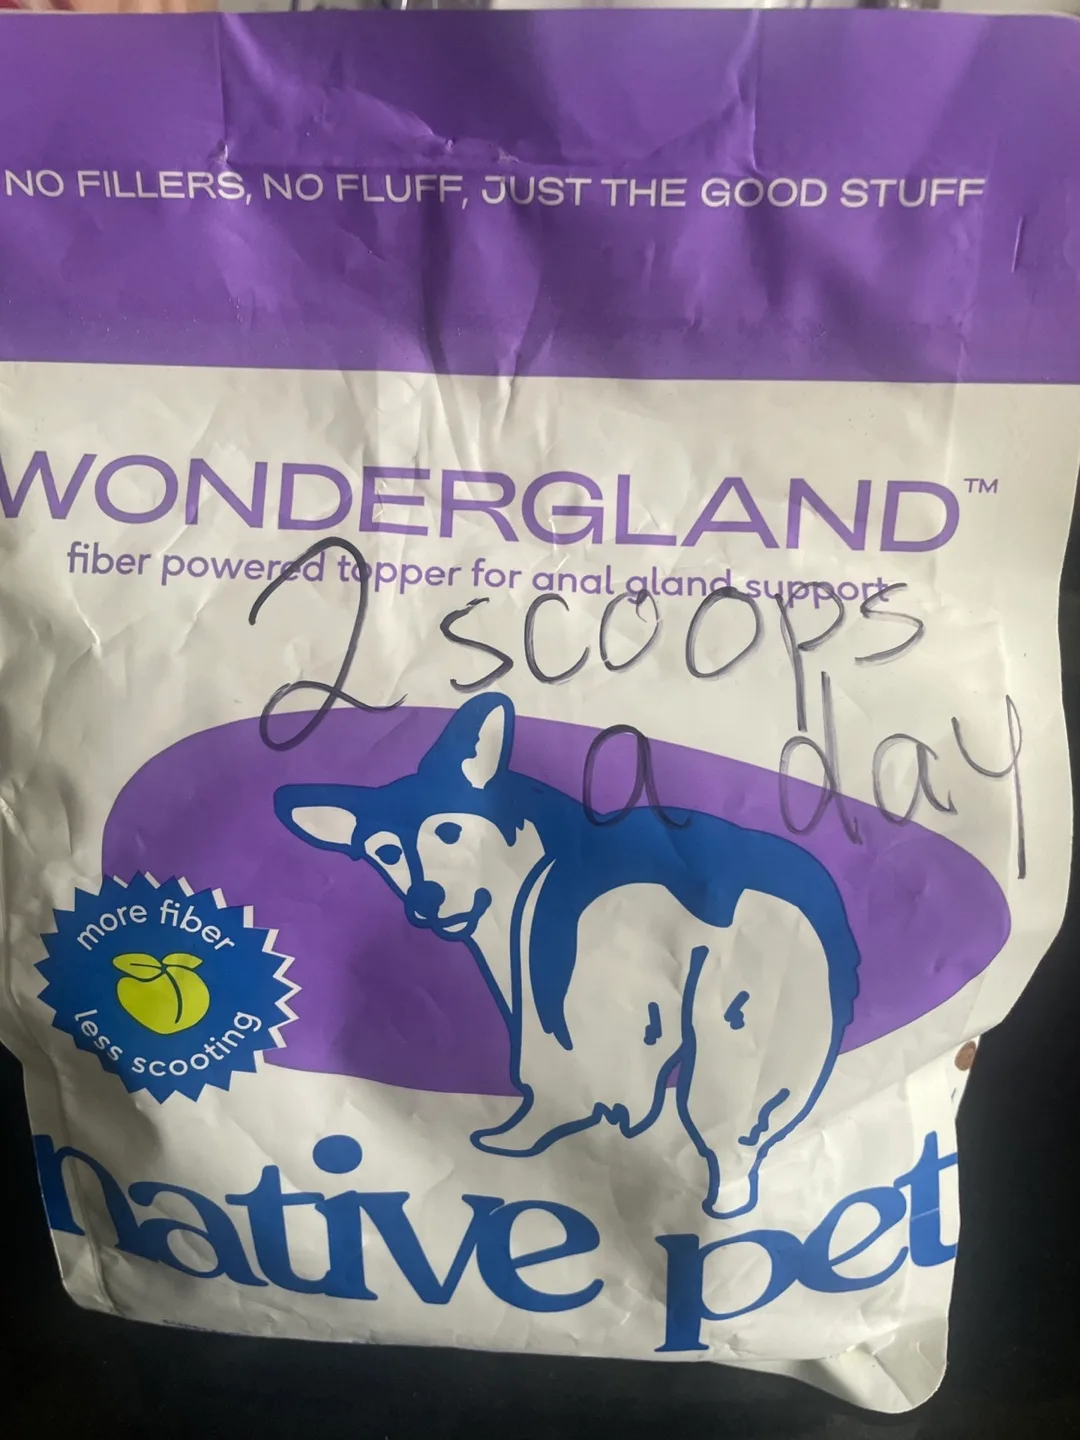 NO FILLERS, NO FLUFF, JUST THE GOOD STUFF
WONDERGLAND™
fiber powered topper for anal gland support
2 scoops
a day
more fiber
less scooting
native pet